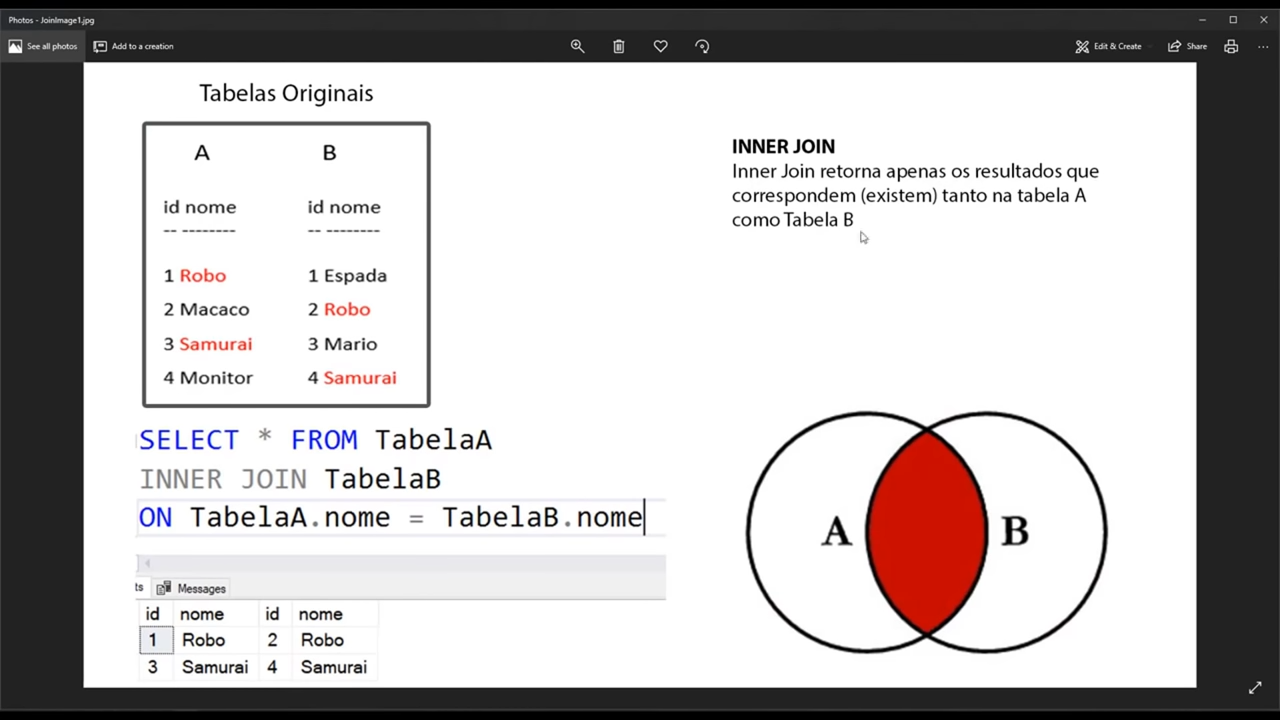 Photos - JoinImage1.jpg
See all photos
Add to a creation
Edit & Create
Share
Tabelas Originais
A B
id nome id nome
-- -------- -- --------
1 Robo 1 Espada
2 Macaco 2 Robo
3 Samurai 3 Mario
4 Monitor 4 Samurai
INNER JOIN
Inner Join retorna apenas os resultados que
correspondem (existem) tanto na tabela A
como Tabela B
SELECT * FROM TabelaA
INNER JOIN TabelaB
ON TabelaA.nome = TabelaB.nome
ts Messages
id nome id nome
1 Robo 2 Robo
3 Samurai 4 Samurai
A B